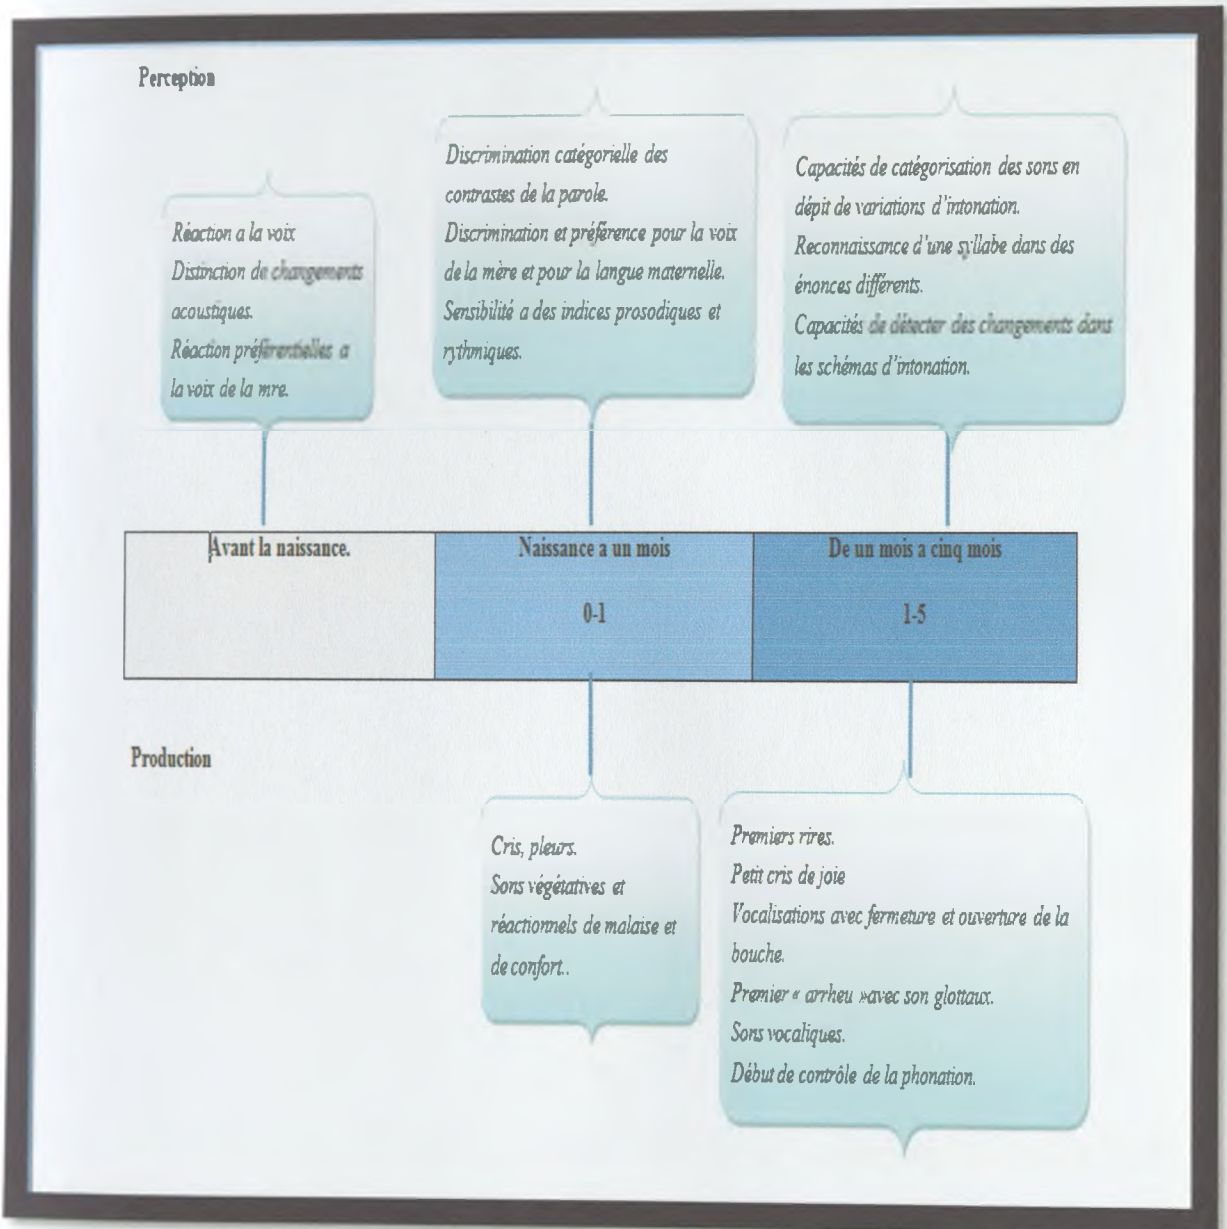 Perception
Réaction a la voix
Distinction de changements
acoustiques.
Réaction préférentielles a
la voix de la mre.
Discrimination catégorielle des
contrastes de la parole.
Discrimination et préférence pour la voix
de la mère et pour la langue maternelle.
Sensibilité a des indices prosodiques et
rythmiques.
Capacités de catégorisation des sons en
dépit de variations d'intonation.
Reconnaissance d'une syllabe dans des
énonces différents.
Capacités de détecter des changements dans
les schémas d'intonation.
Avant la naissance.
Naissance a un mois
0-1
De un mois a cinq mois
1-5
Production
Cris, pleurs.
Sons végétatives et
réactionnels de malaise et
de confort..
Premiers rires.
Petit cris de joie
Vocalisations avec fermeture et ouverture de la
bouche.
Premier « arrheu »avec son glottaux.
Sons vocaliques.
Début de contrôle de la phonation.